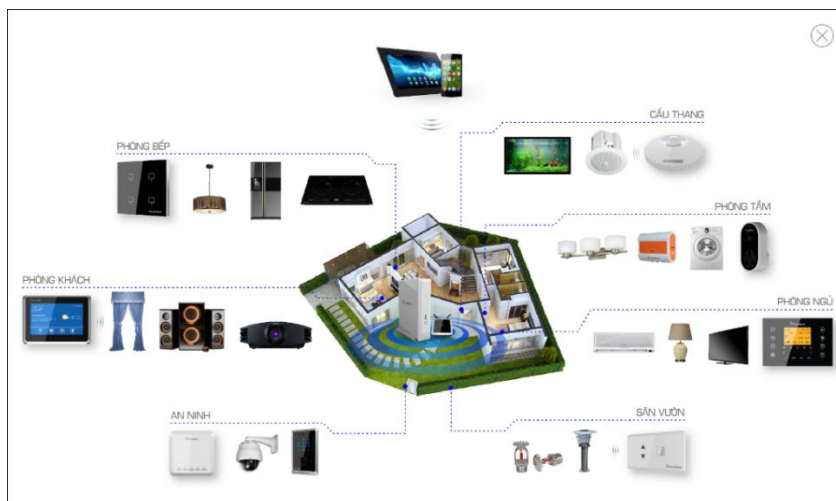 CẦU THANG
PHÒNG BẾP
PHÒNG TẮM
PHÒNG KHÁCH
PHÒNG NGỦ
AN NINH
SÂN VƯỜN